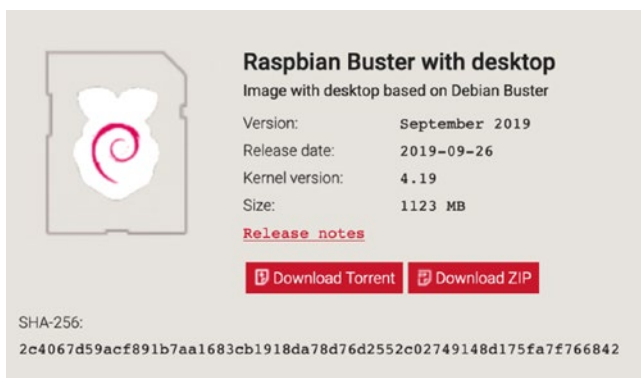 Raspbian Buster with desktop
Image with desktop based on Debian Buster
Version: September 2019
Release date: 2019-09-26
Kernel version: 4.19
Size: 1123 MB
Release notes
Download Torrent Download ZIP
SHA-256:
2c4067d59acf891b7aa1683cb1918da78d76d2552c02749148d175fa7f766842